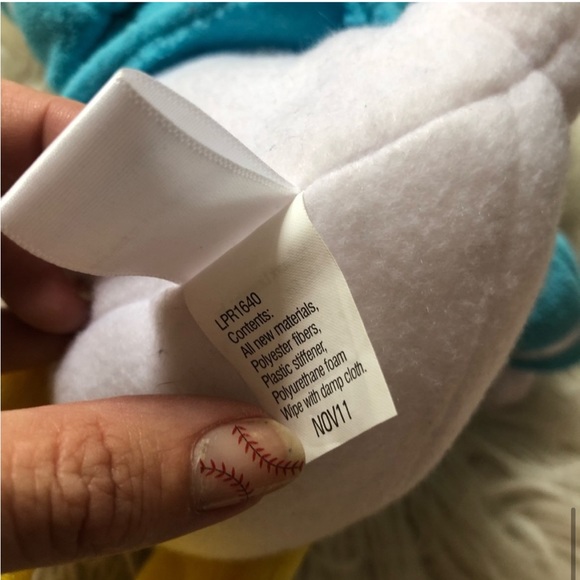 LPR1640
Contents:
All new materials,
Polyester fibers,
Plastic stiffener,
Polyurethane foam
Wipe with damp cloth.
NOV11